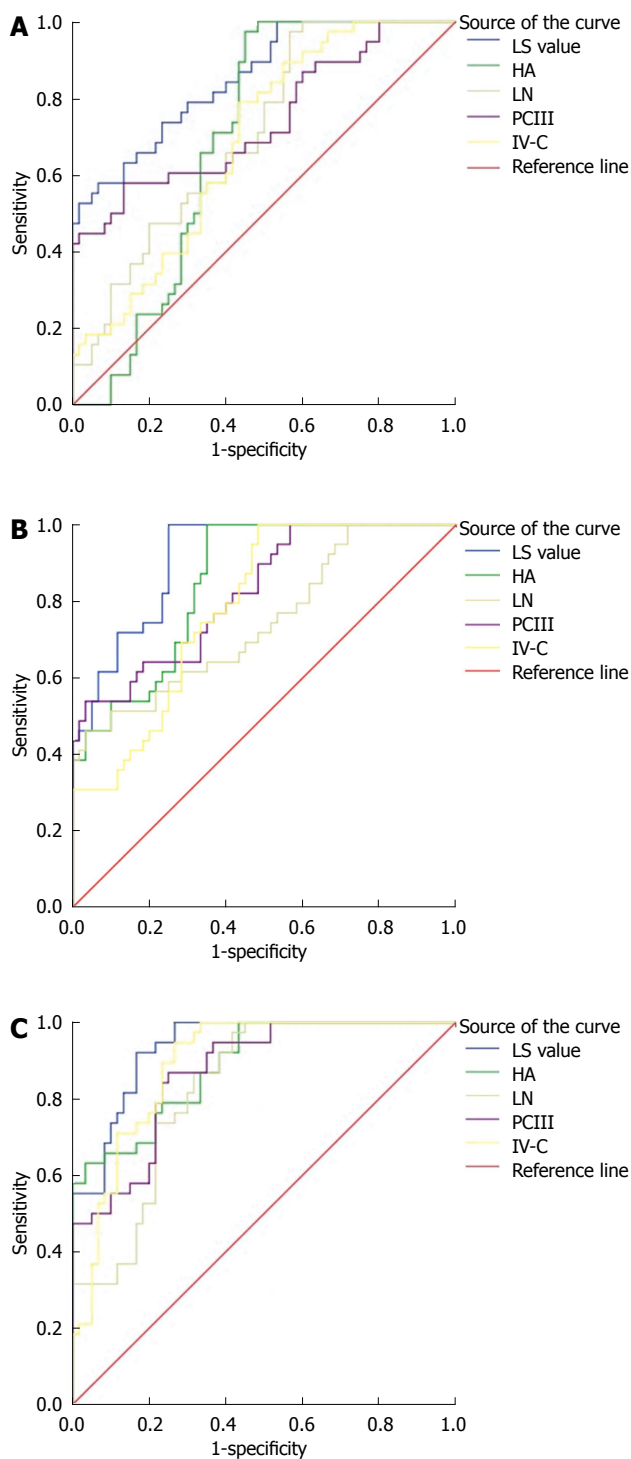 A
Source of the curve
LS value
HA
LN
PCIII
IV-C
Reference line
Sensitivity
1.0
0.8
0.6
0.4
0.2
0.0
0.0 0.2 0.4 0.6 0.8 1.0
1-specificity
B
Source of the curve
LS value
HA
LN
PCIII
IV-C
Reference line
Sensitivity
1.0
0.8
0.6
0.4
0.2
0.0
0.0 0.2 0.4 0.6 0.8 1.0
1-specificity
C
Source of the curve
LS value
HA
LN
PCIII
IV-C
Reference line
Sensitivity
1.0
0.8
0.6
0.4
0.2
0.0
0.0 0.2 0.4 0.6 0.8 1.0
1-specificity